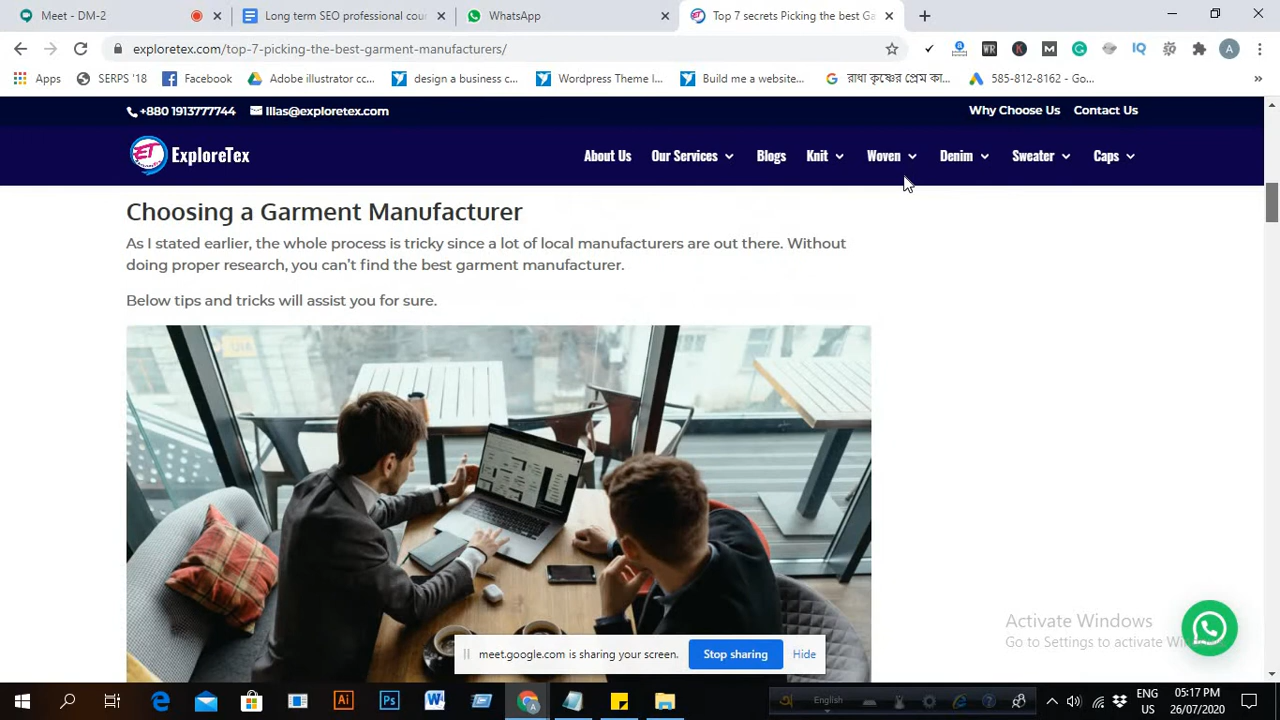 Meet - DM-2
Long term SEO professional cou
WhatsApp
Top 7 secrets Picking the best Ga
exploretex.com/top-7-picking-the-best-garment-manufacturers/
Apps
SERPS '18
Facebook
Adobe illustrator cc...
design a business c...
Wordpress Theme I...
Build me a website...
রাধা কৃষ্ণের প্রেম কা...
585-812-8162 - Go...
+880 1913777744
lilas@exploretex.com
Why Choose Us
Contact Us
ET
ExploreTex
About Us
Our Services
Blogs
Knit
Woven
Denim
Sweater
Caps
Choosing a Garment Manufacturer
As I stated earlier, the whole process is tricky since a lot of local manufacturers are out there. Without
doing proper research, you can't find the best garment manufacturer.
Below tips and tricks will assist you for sure.
Activate Windows
Go to Settings to activate
meet.google.com is sharing your screen.
Stop sharing
Hide
English
ENG
US
05:17 PM
26/07/2020